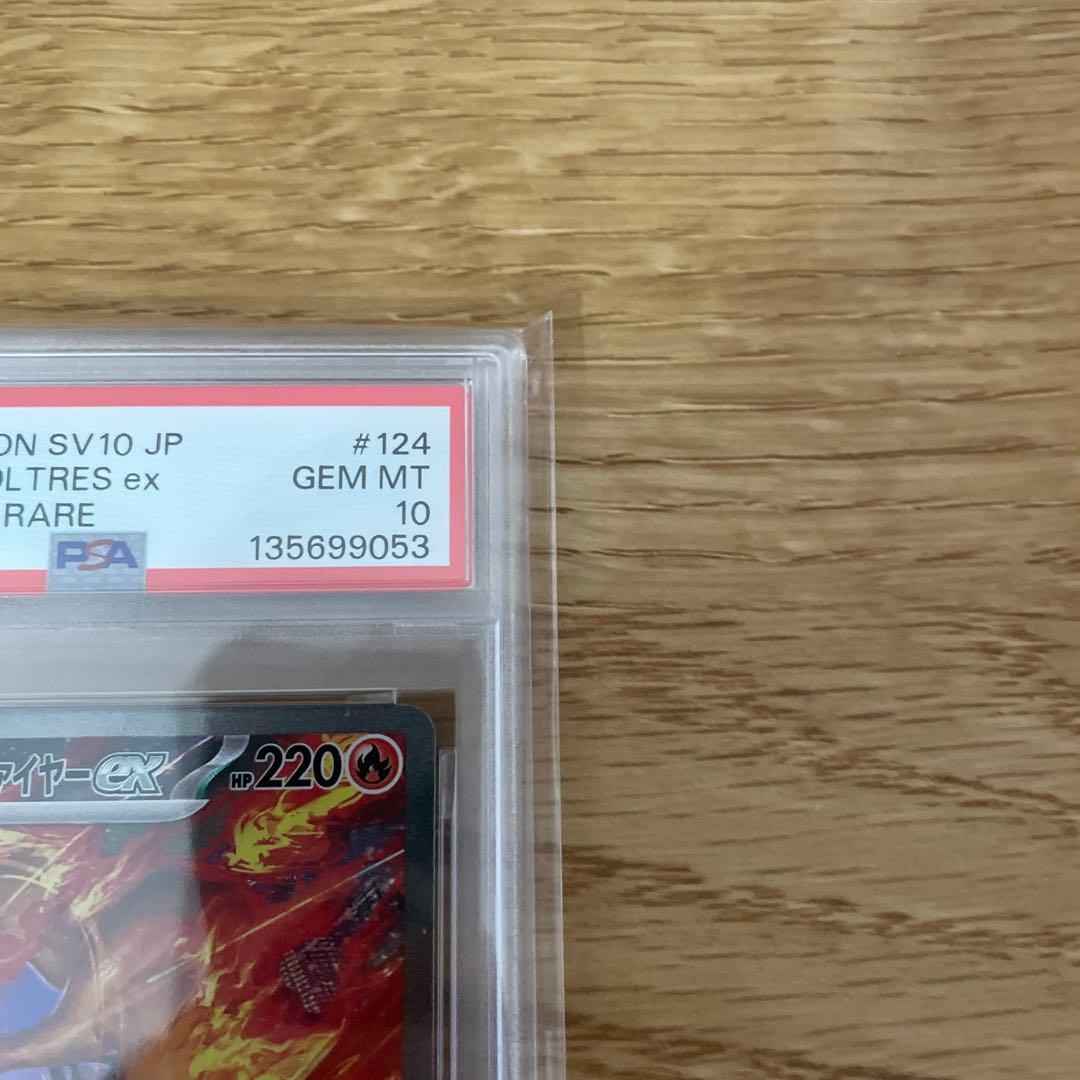 ON SV10 JP #124
OLTRES ex GEM MT
RARE 10
PSA 135699053
ァイヤーex HP220